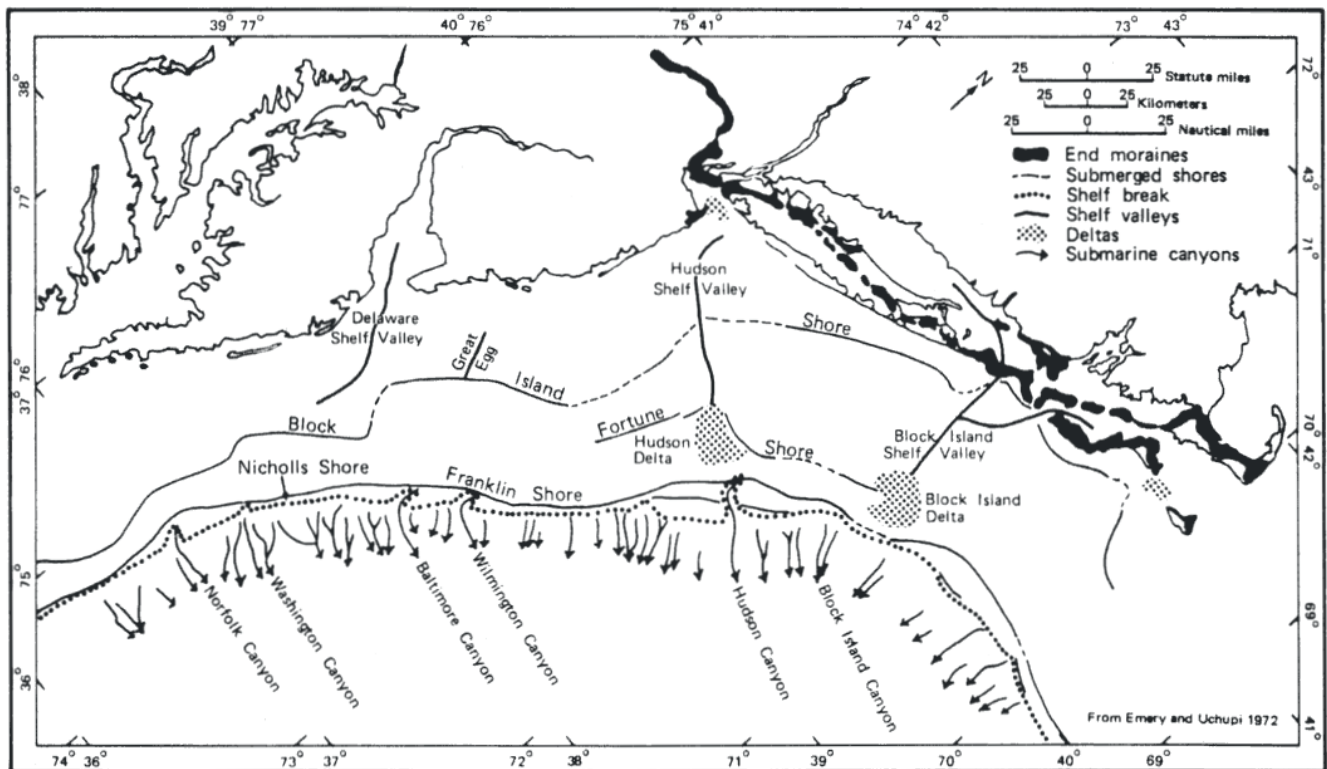 39° 77° 40° 76° 75° 41° 74° 42° 73° 43°
38°
77°
37° 76°
75°
36°
72°
43°
71°
70° 42°
69°
41°
N
25 0 25
Statute miles
25 0 25
Kilometers
25 0 25
Nautical miles
End moraines
Submerged shores
Shelf break
Shelf valleys
Deltas
Submarine canyons
Hudson
Shelf Valley
Delaware
Shelf Valley
Great
Egg
Shore
Island
Block
Fortune
Hudson
Delta
Shore
Block Island
Shelf Valley
Block Island
Delta
Nicholls Shore
Franklin Shore
Norfolk Canyon
Washington Canyon
Baltimore Canyon
Wilmington Canyon
Hudson Canyon
Block Island Canyon
From Emery and Uchupi 1972
74° 36° 73° 37° 72° 38° 71° 39° 70° 40° 69°